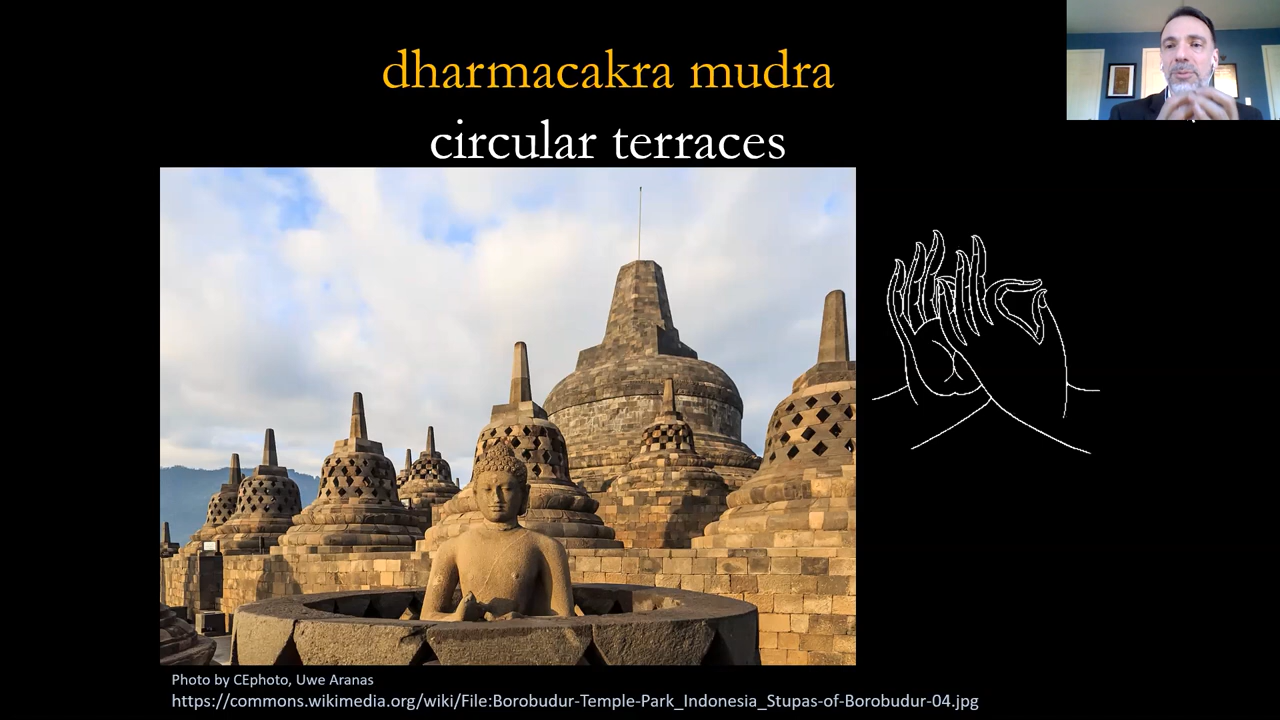 dharmacakra mudra
circular terraces
Photo by CEphoto, Uwe Aranas
https://commons.wikimedia.org/wiki/File:Borobudur-Temple-Park_Indonesia_Stupas-of-Borobudur-04.jpg